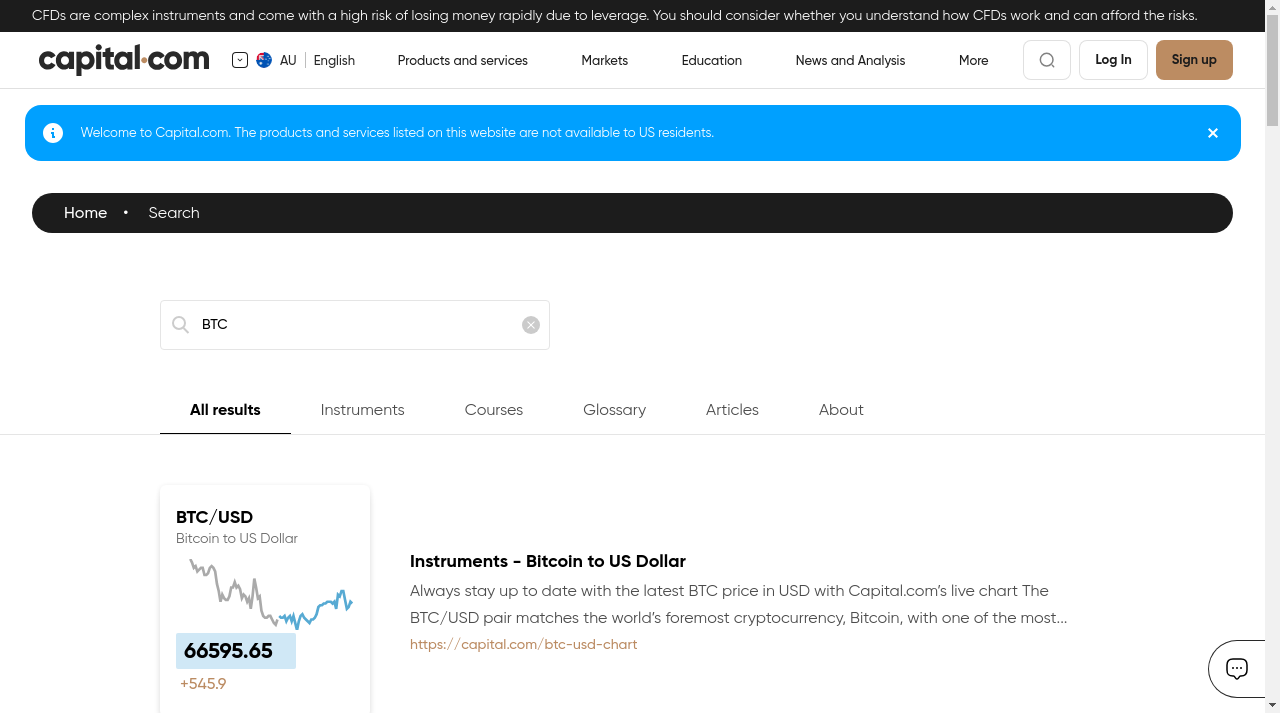 CFDs are complex instruments and come with a high risk of losing money rapidly due to leverage. You should consider whether you understand how CFDs work and can afford the risks.
capital.com
AU
English
Products and services
Markets
Education
News and Analysis
More
Log In
Sign up
Welcome to Capital.com. The products and services listed on this website are not available to US residents.
Home • Search
BTC
All results
Instruments
Courses
Glossary
Articles
About
BTC/USD
Bitcoin to US Dollar
66595.65
+545.9
Instruments - Bitcoin to US Dollar
Always stay up to date with the latest BTC price in USD with Capital.com’s live chart The
BTC/USD pair matches the world’s foremost cryptocurrency, Bitcoin, with one of the most...
https://capital.com/btc-usd-chart